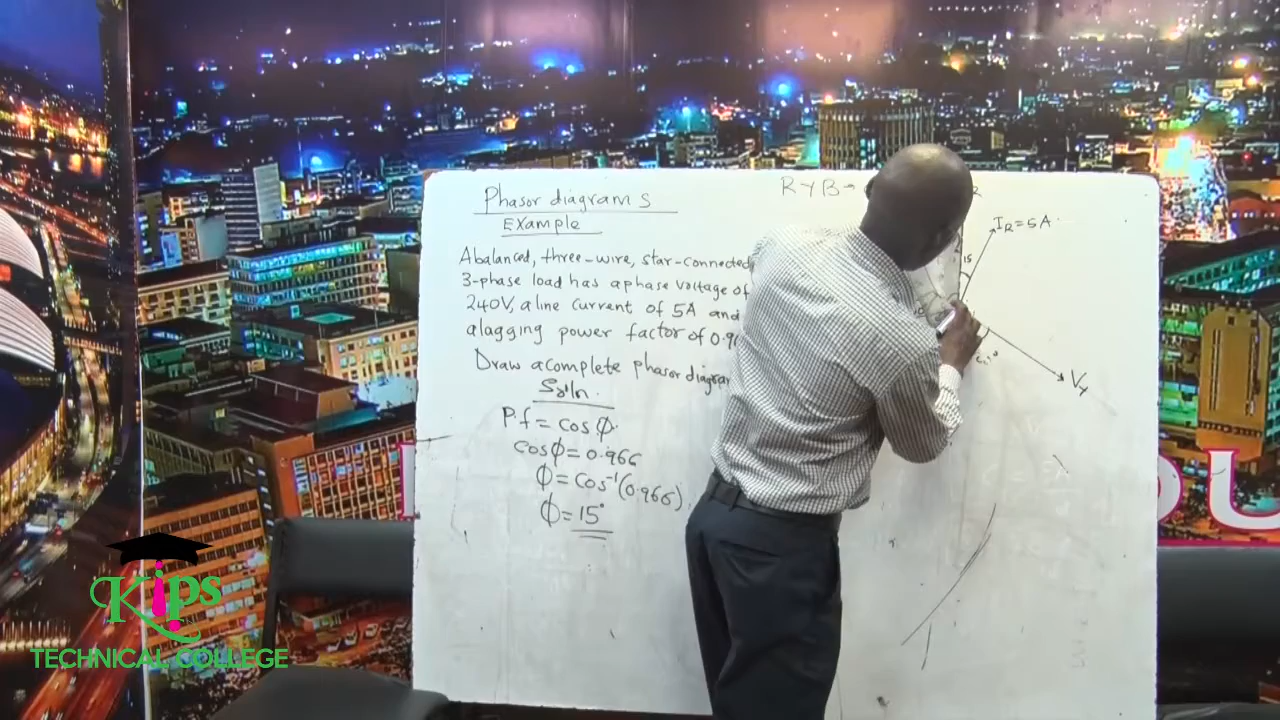 Phasor diagrams
Example
R Y B
A balanced, three-wire, star-connected,
3-phase load has a phase voltage of
240V, a line current of 5A and
a lagging power factor of 0.96
Draw a complete phasor diagram
Soln.
P.f = cos φ.
cos φ = 0.966
φ = cos⁻¹(0.966)
φ = 15°
I_R = 5A
15
V_Y
Kips
TECHNICAL COLLEGE